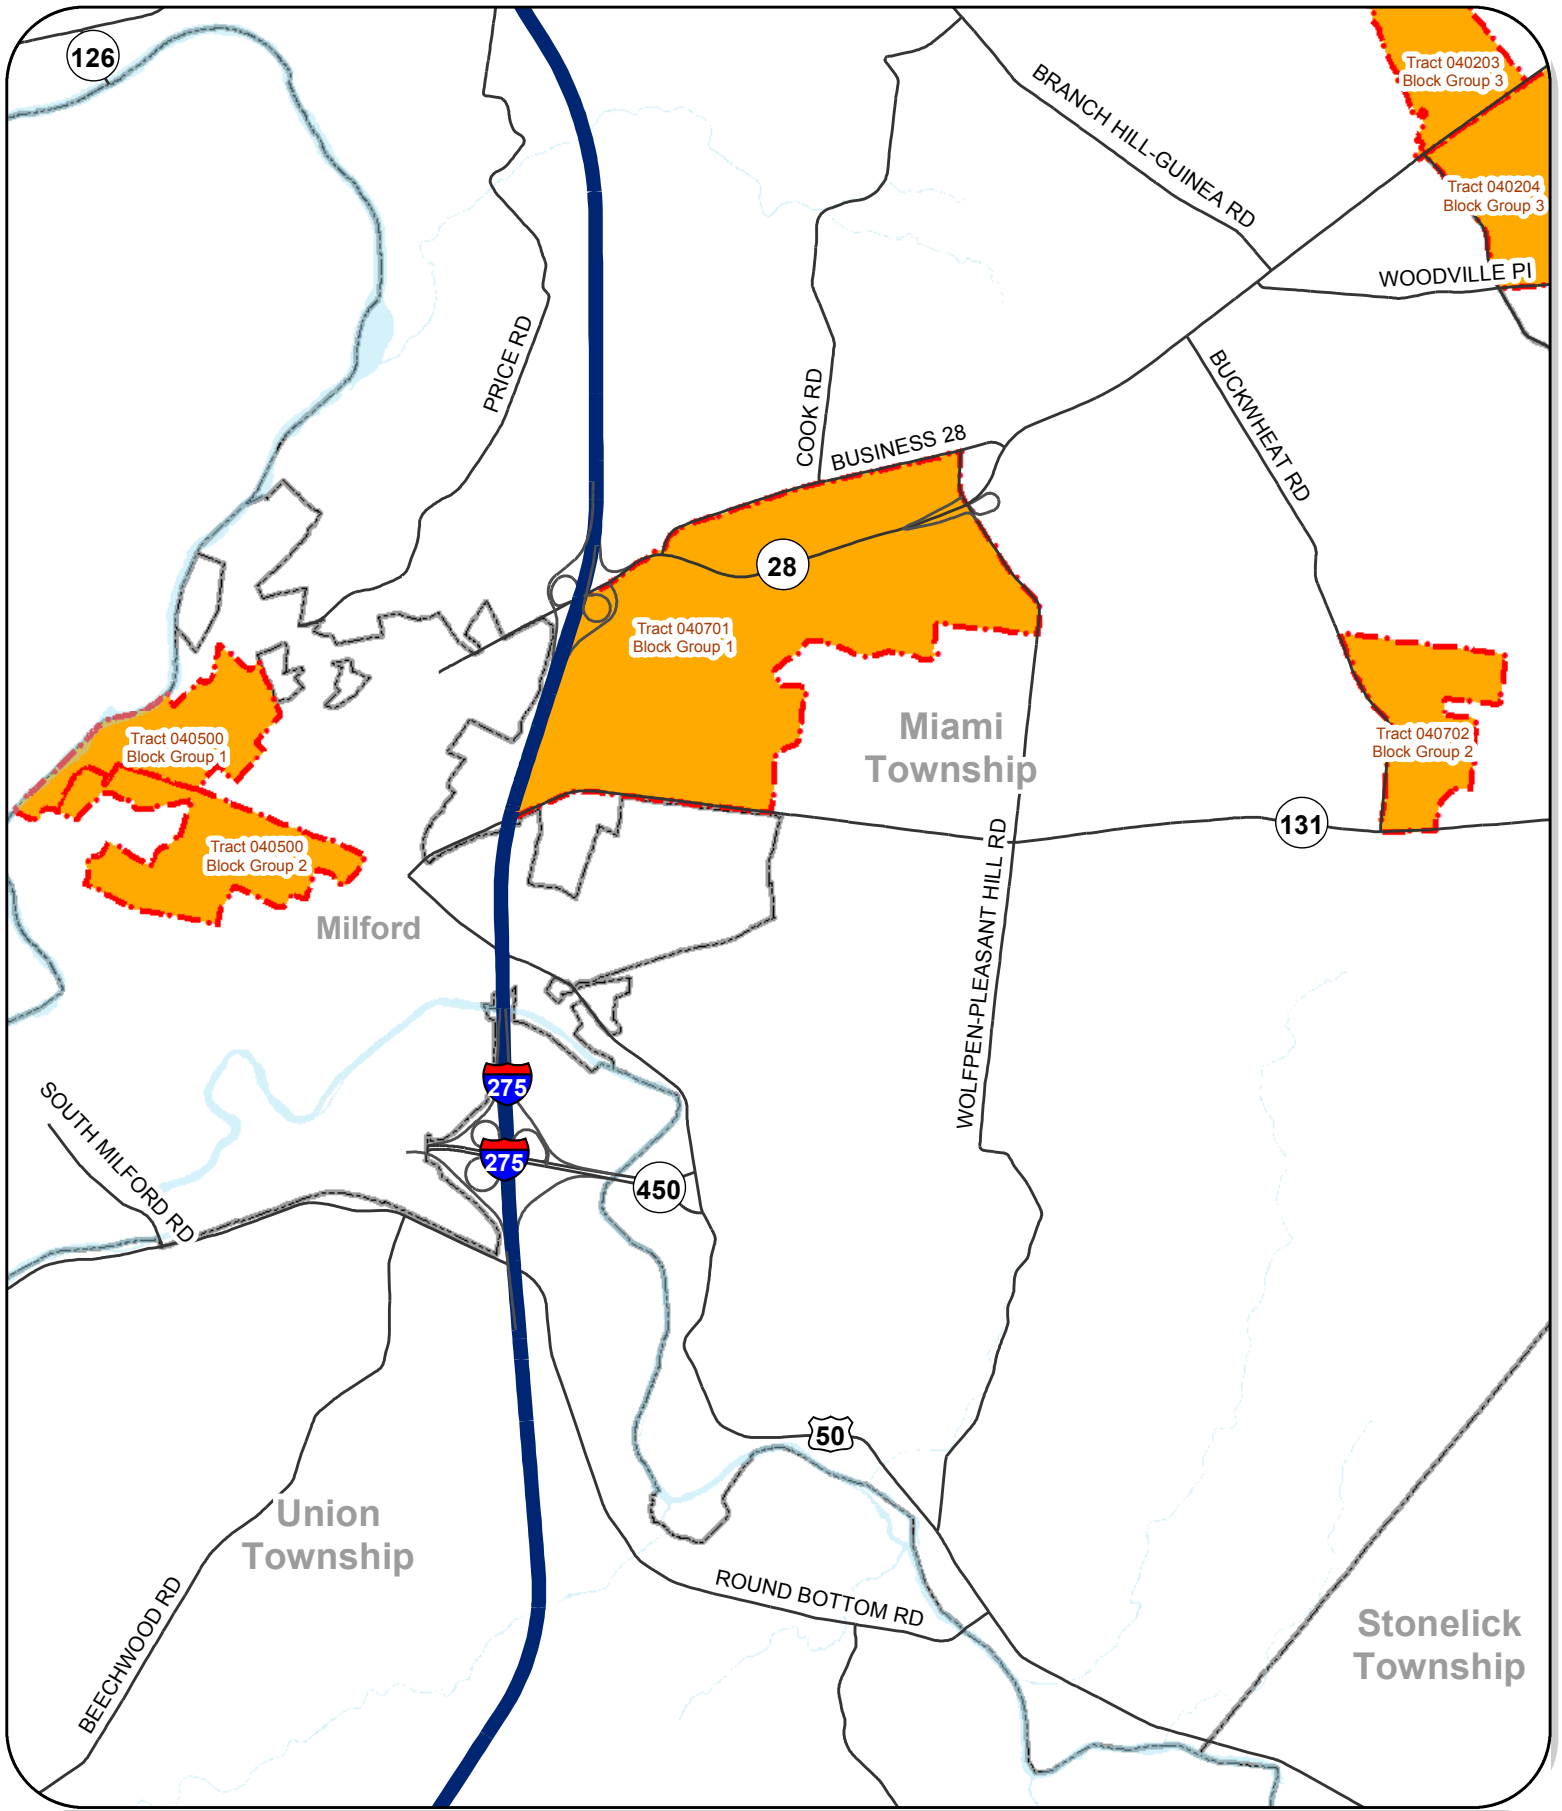 126
Tract 040203
Block Group 3
BRANCH HILL-GUINEA RD
Tract 040204
Block Group 3
WOODVILLE PI
PRICE RD
COOK RD
BUSINESS 28
BUCKWHEAT RD
28
Tract 040701
Block Group 1
Tract 040500
Block Group 1
Miami
Township
Tract 040702
Block Group 2
131
Tract 040500
Block Group 2
Milford
WOLFPEN-PLEASANT HILL RD
275
SOUTH MILFORD RD
275
450
50
Union
Township
ROUND BOTTOM RD
BEECHWOOD RD
Stonelick
Township